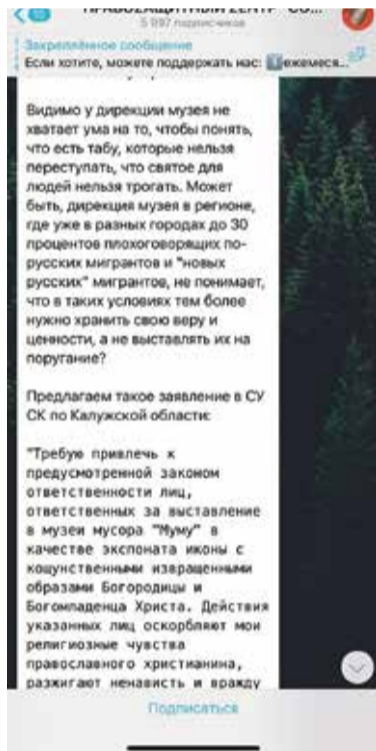 5 997 подписчиков
Закреплённое сообщение
Если хотите, можете поддержать нас: ежемеся...
Видимо у дирекции музея не
хватает ума на то, чтобы понять,
что есть табу, которые нельзя
переступать, что святое для
людей нельзя трогать. Может
быть, дирекция музея в регионе,
где уже в разных городах до 30
процентов плохоговорящих по-
русских мигрантов и "новых
русских" мигрантов, не понимает,
что в таких условиях тем более
нужно хранить свою веру и
ценности, а не выставлять их на
поругание?
Предлагаем такое заявление в СУ
СК по Калужской области:
"Требую привлечь к
предусмотренной законом
ответственности лиц,
ответственных за выставление
в музеи мусора "Муму" в
качестве экспоната иконы с
кощунственными извращенными
образами Богородицы и
Богомладенца Христа. Действия
указанных лиц оскорбляют мои
религиозные чувства
православного христианина,
разжигают ненависть и вражду
Подписаться